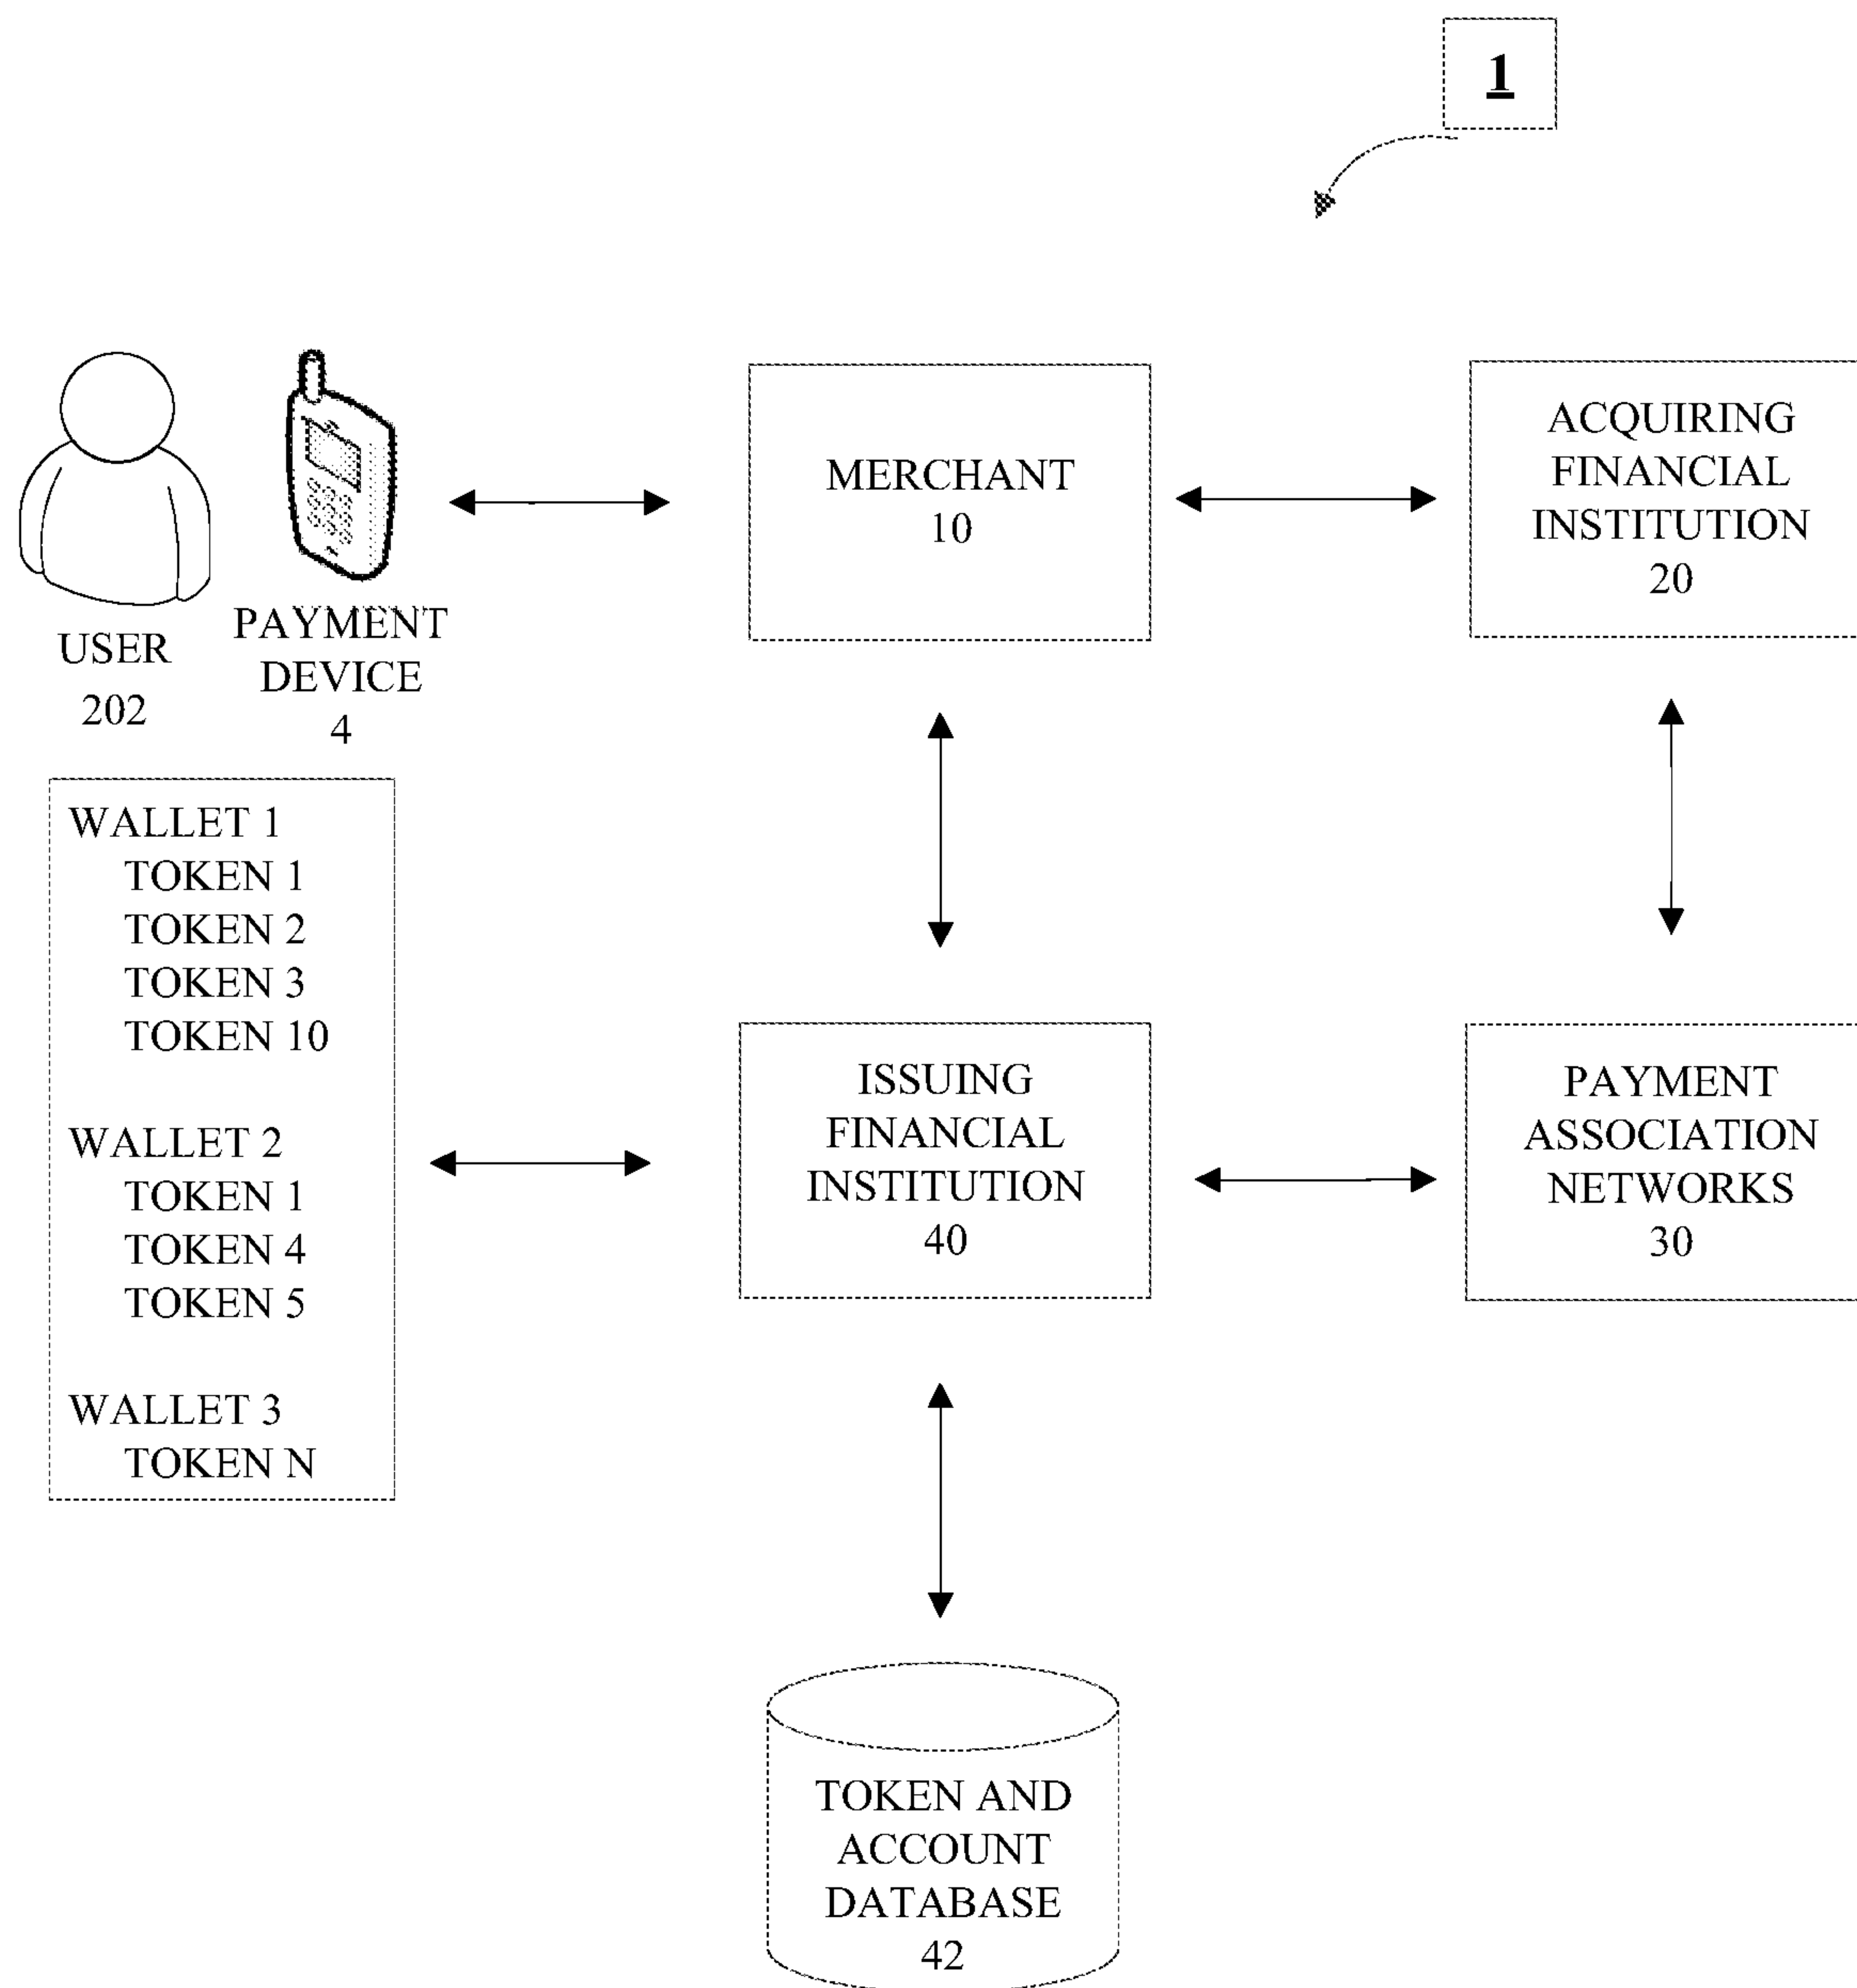 1
USER
202
PAYMENT
DEVICE
4
MERCHANT
10
ACQUIRING
FINANCIAL
INSTITUTION
20
WALLET 1
TOKEN 1
TOKEN 2
TOKEN 3
TOKEN 10
WALLET 2
TOKEN 1
TOKEN 4
TOKEN 5
WALLET 3
TOKEN N
ISSUING
FINANCIAL
INSTITUTION
40
PAYMENT
ASSOCIATION
NETWORKS
30
TOKEN AND
ACCOUNT
DATABASE
42